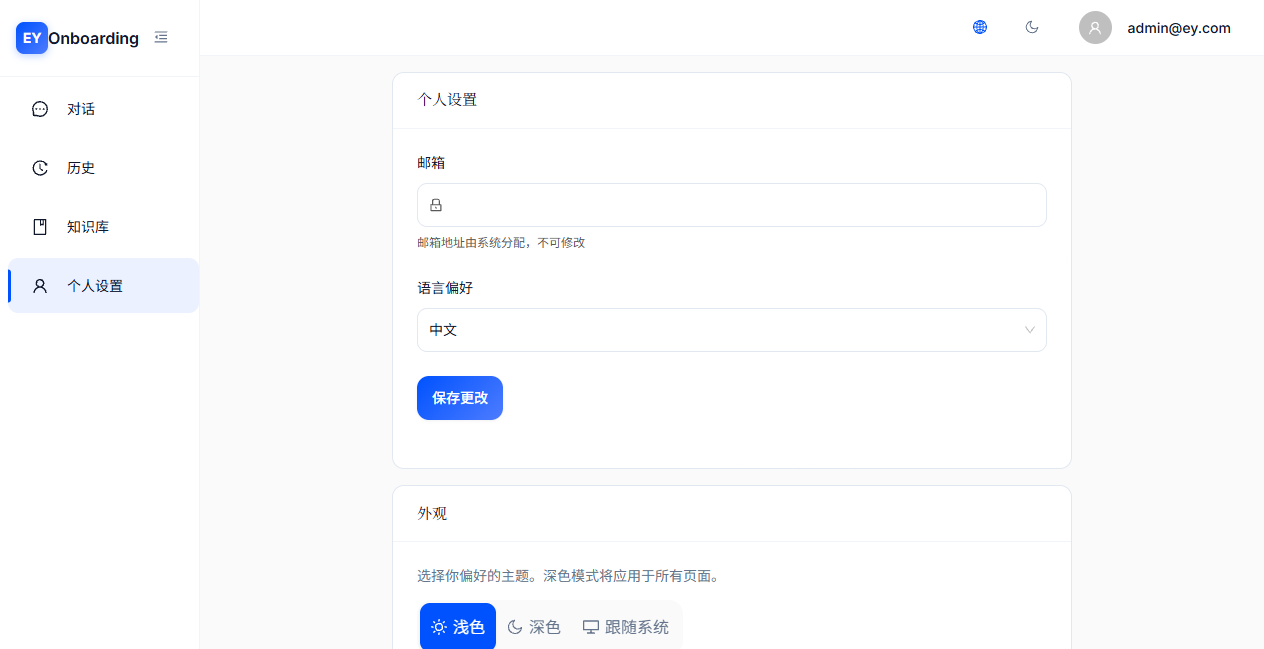 EY Onboarding
admin@ey.com
对话
历史
知识库
个人设置
个人设置
邮箱
邮箱地址由系统分配，不可修改
语言偏好
中文
保存更改
外观
选择你偏好的主题。深色模式将应用于所有页面。
浅色 深色 跟随系统